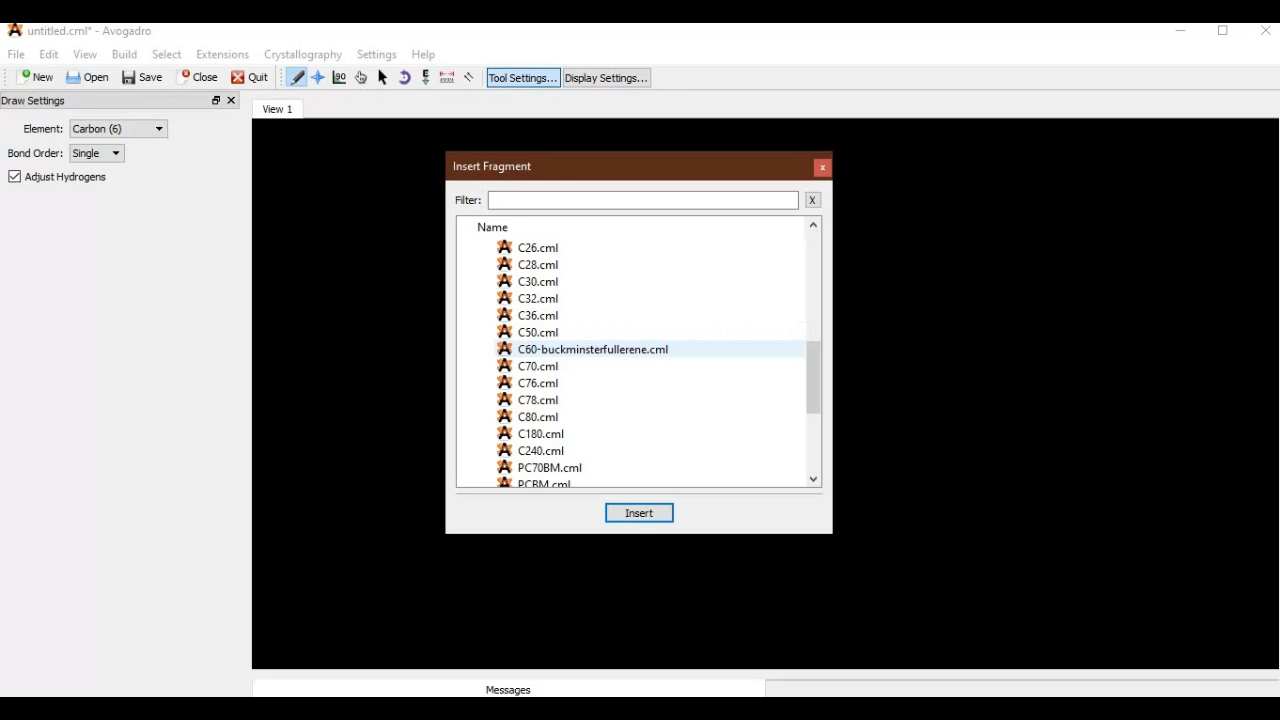 untitled.cml* - Avogadro
File Edit View Build Select Extensions Crystallography Settings Help
New Open Save Close Quit Tool Settings... Display Settings...
Draw Settings
View 1
Element: Carbon (6)
Bond Order: Single
Adjust Hydrogens
Insert Fragment
Filter: X
Name
C26.cml
C28.cml
C30.cml
C32.cml
C36.cml
C50.cml
C60-buckminsterfullerene.cml
C70.cml
C76.cml
C78.cml
C80.cml
C180.cml
C240.cml
PC70BM.cml
PCBM.cml
Insert
Messages